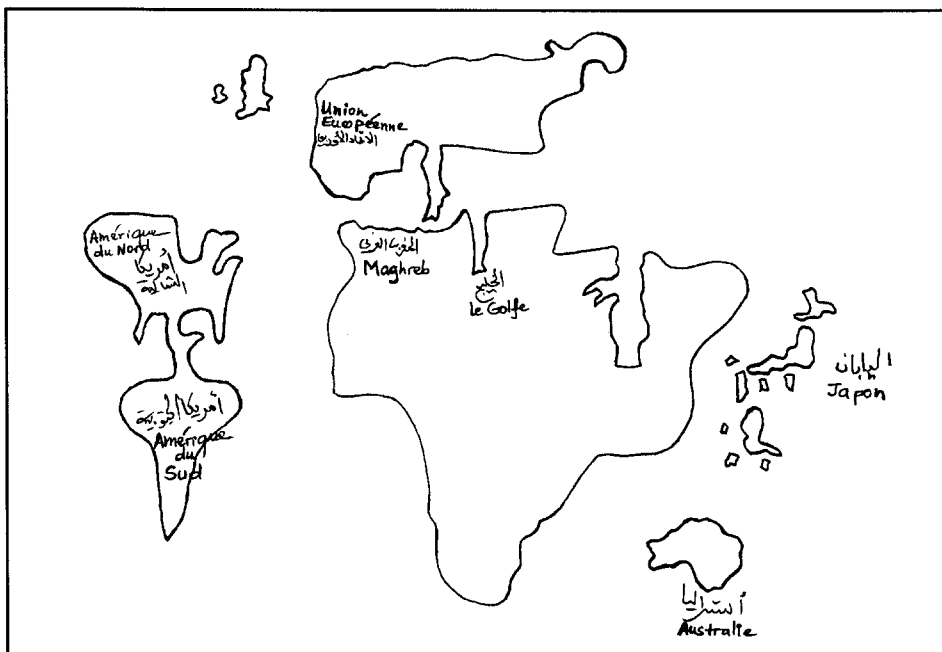 Union
Européenne
الاتحاد الأوروبي
Amérique
du Nord
أمريكا
الشمالية
المغرب العربي
Maghreb
الخليج
Le Golfe
اليابان
Japon
أمريكا الجنوبية
Amérique
du
Sud
أستراليا
Australie